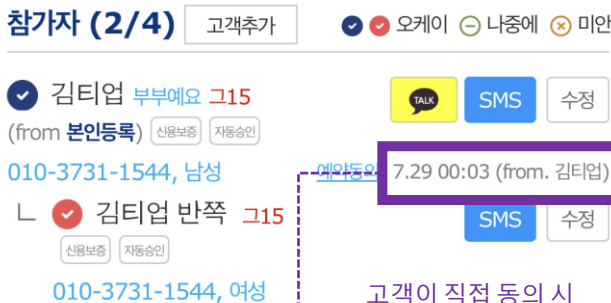 참가자 (2/4) 고객추가 오케이 나중에 미안
김티업 부부예요 그15 TALK SMS 수정
(from 본인등록) 신용보증 자동승인
010-3731-1544, 남성 예약동의 7.29 00:03 (from. 김티업)
ㄴ 김티업 반쪽 그15 SMS 수정
신용보증 자동승인
010-3731-1544, 여성 고객이 직접 동의 시